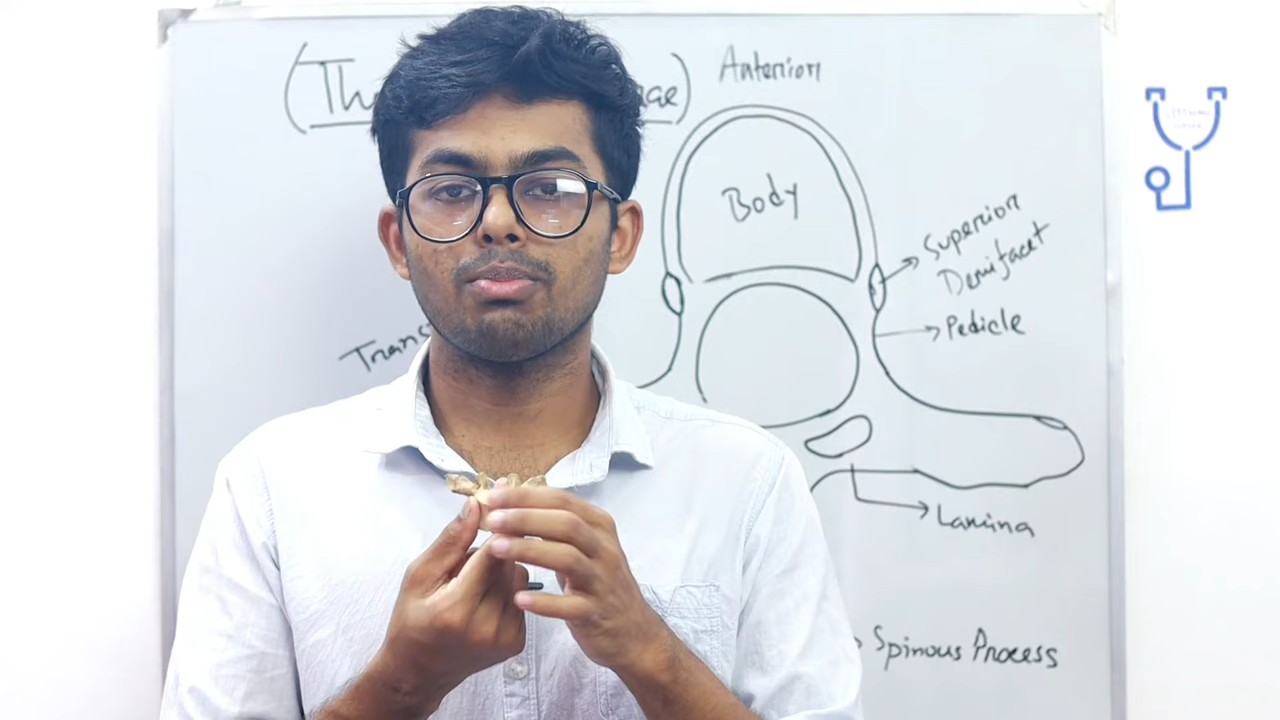 Anterior
Body
Superior
Demifacet
Pedicle
Lamina
Spinous Process